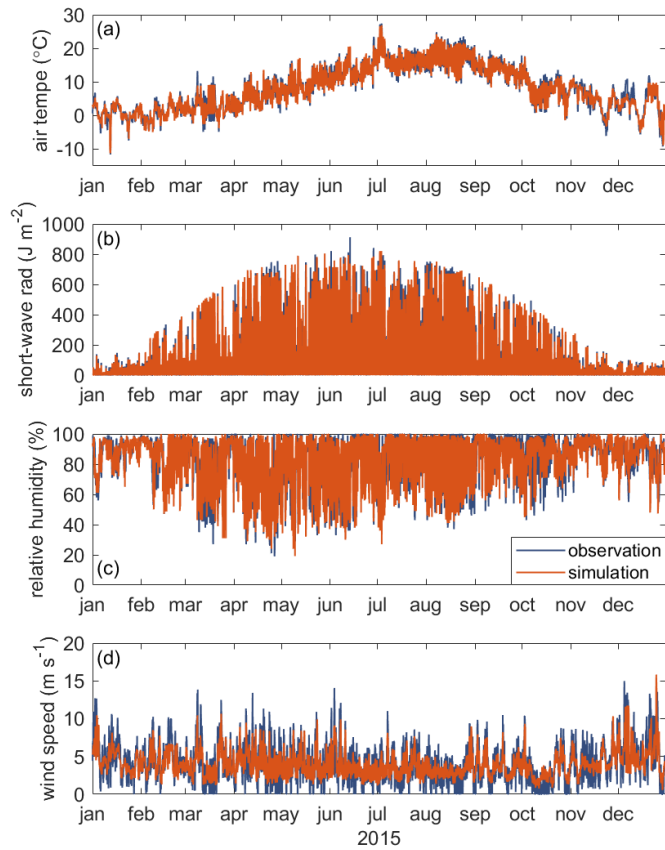 (a)
30
20
10
0
-10
air tempe (°C)
jan feb mar apr may jun jul aug sep oct nov dec
(b)
1000
800
600
400
200
0
short-wave rad (J m⁻²)
jan feb mar apr may jun jul aug sep oct nov dec
100
80
60
40
20
0
relative humidity (%)
observation
simulation
(c)
jan feb mar apr may jun jul aug sep oct nov dec
(d)
20
15
10
5
0
wind speed (m s⁻¹)
jan feb mar apr may jun jul aug sep oct nov dec
2015